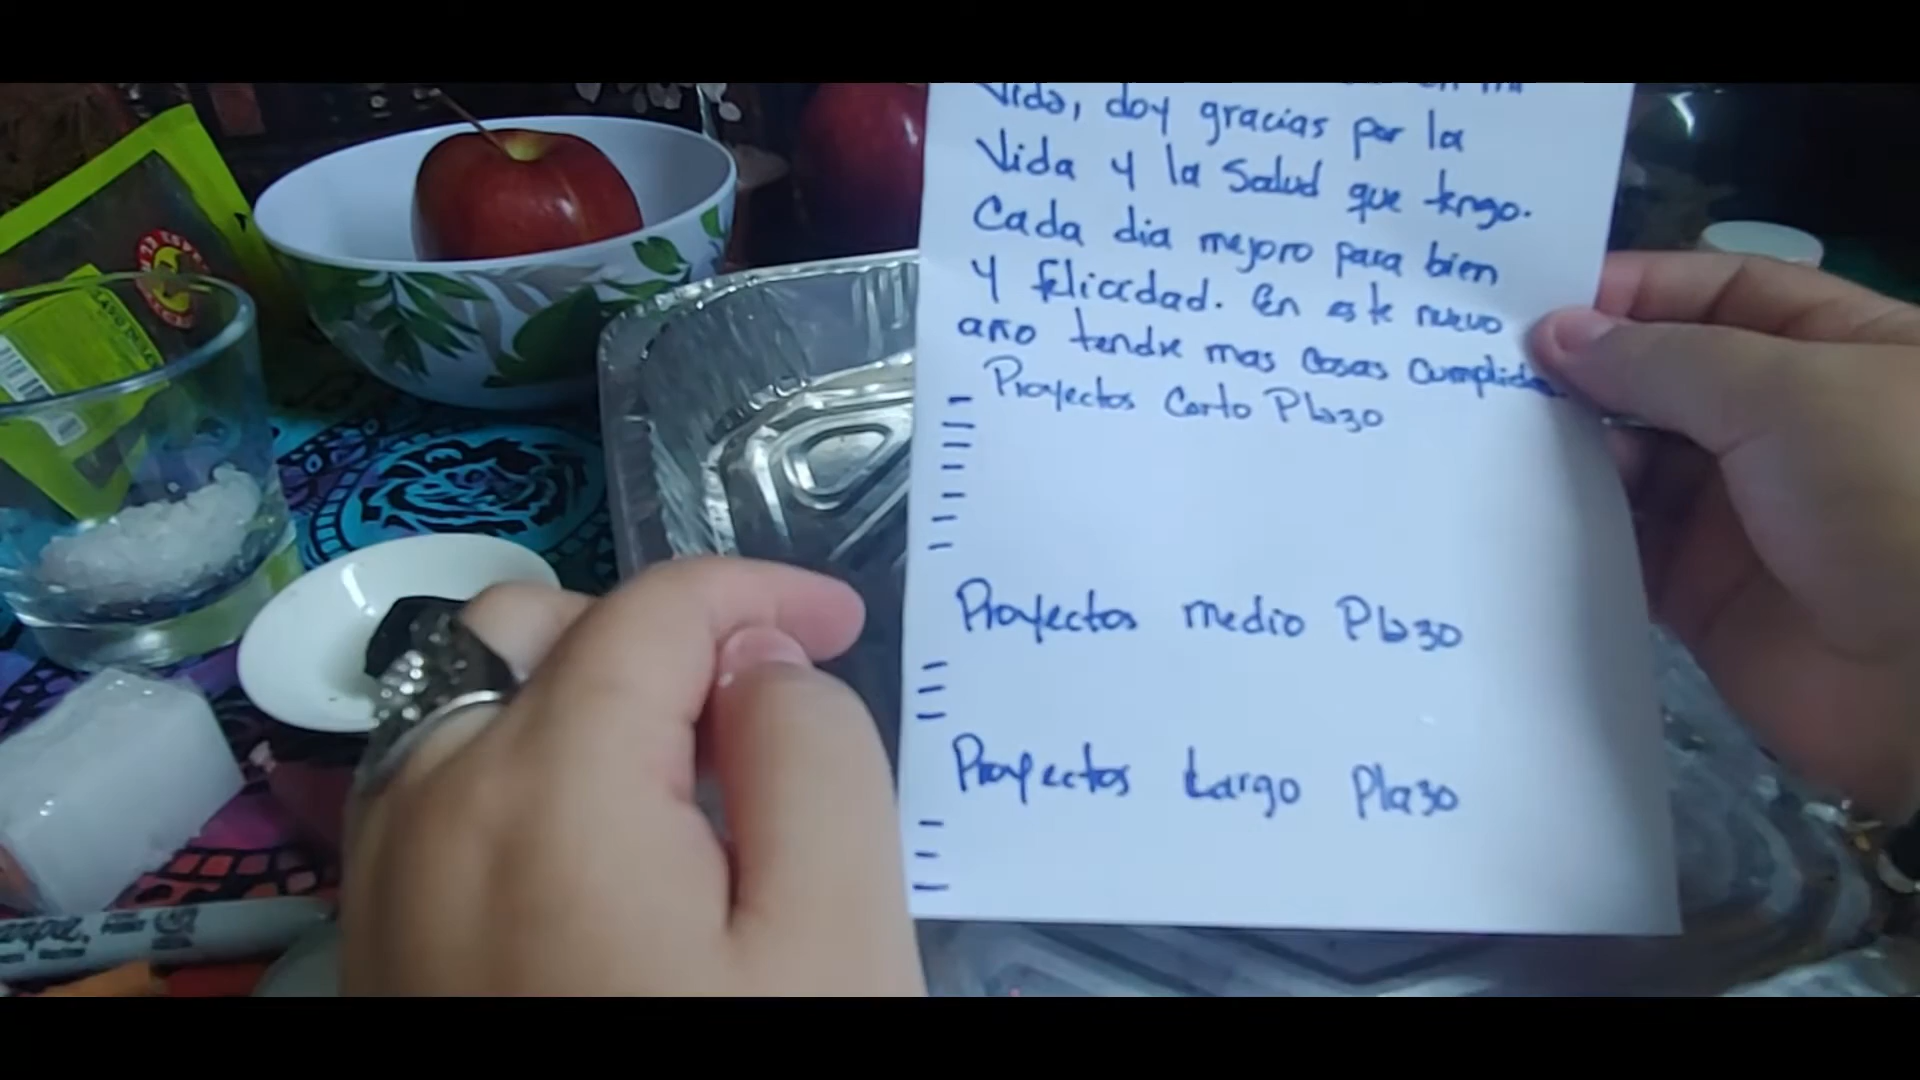 Vida, doy gracias por la
Vida y la Salud que tengo.
Cada dia mejoro para bien
y felicidad. En este nuevo
año tendre mas cosas cumplidas
Proyectos Corto Plazo
Proyectos medio Plazo
Proyectos Largo Plazo